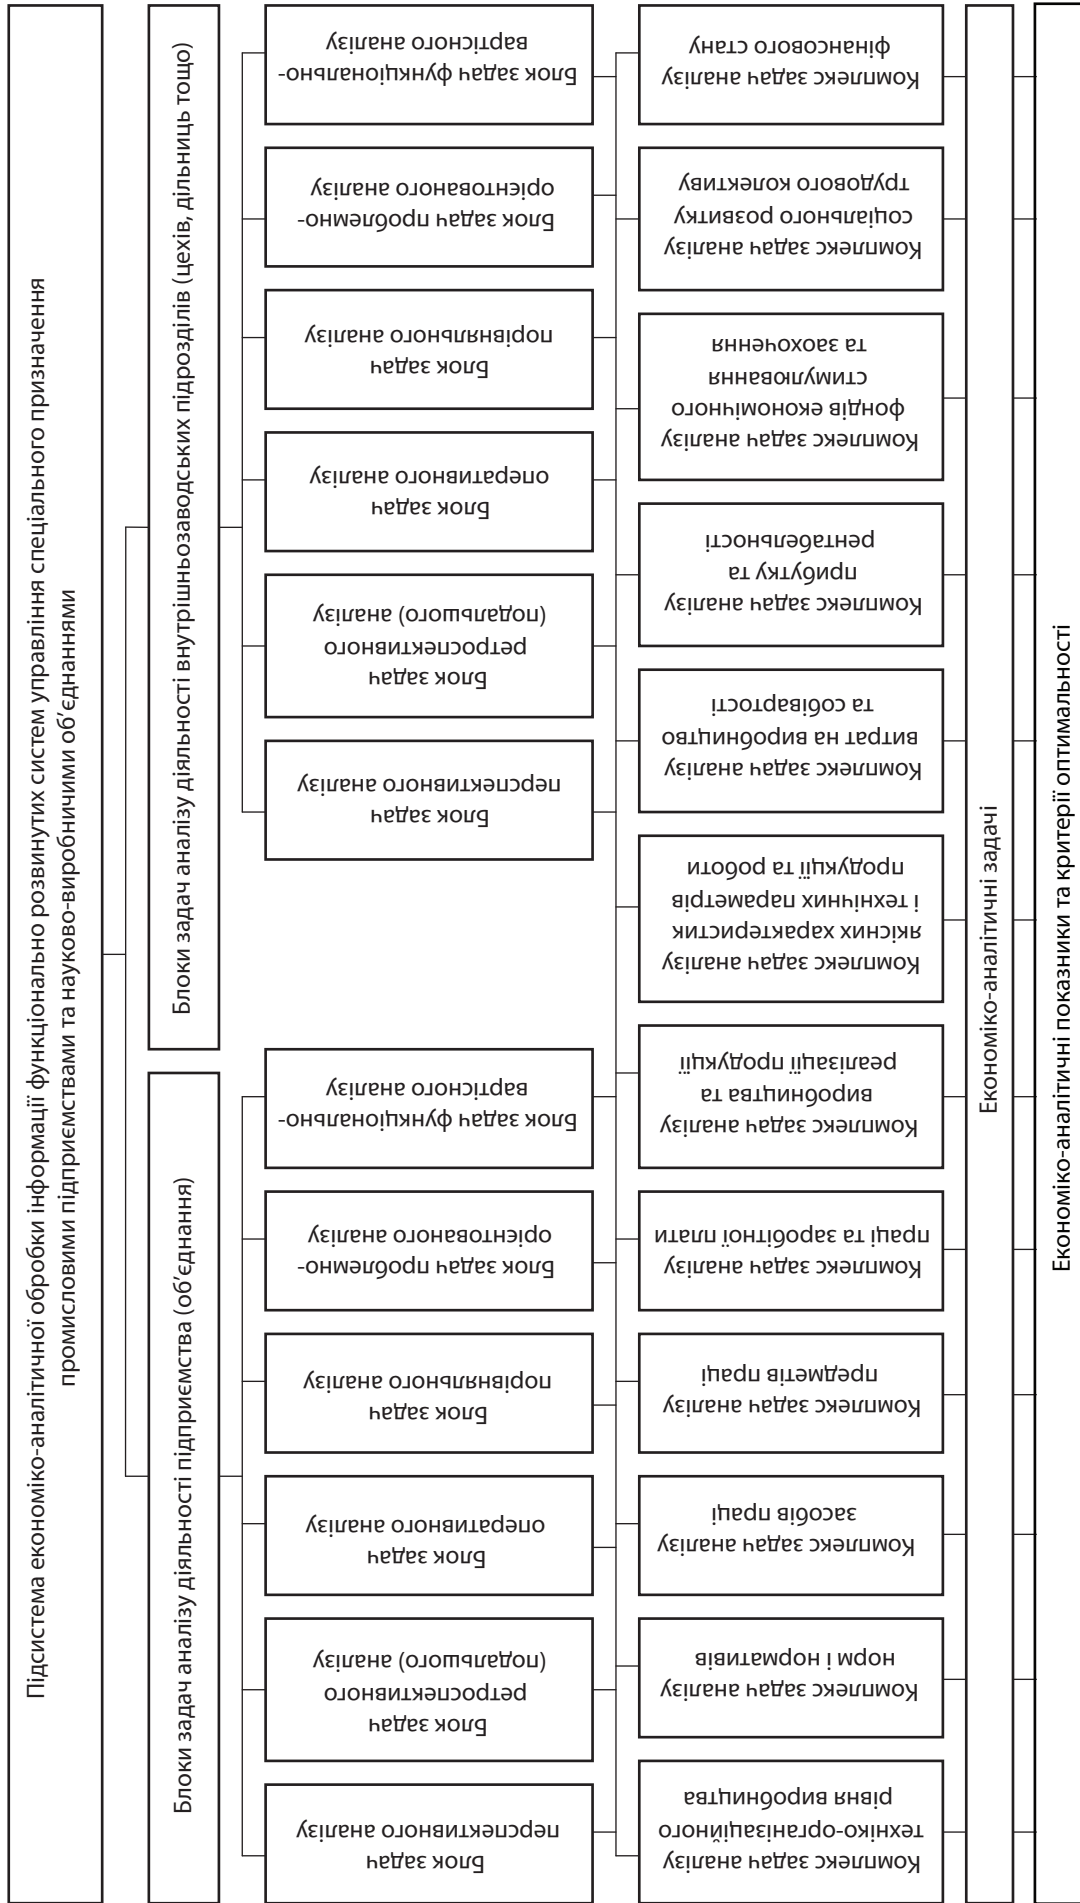 Підсистема економіко-аналітичної обробки інформації функціонально розвинутих систем управління спеціального призначення
промисловими підприємствами та науково-виробничими об’єднаннями
Блоки задач аналізу діяльності підприємства (об’єднання)
Блоки задач аналізу діяльності внутрішньозаводських підрозділів (цехів, дільниць тощо)
Блок задач
перспективного аналізу
Блок задач
ретроспективного
(подальшого) аналізу
Блок задач
оперативного аналізу
Блок задач
порівняльного аналізу
Блок задач проблемно-
орієнтованого аналізу
Блок задач функціонально-
вартісного аналізу
Блок задач
перспективного аналізу
Блок задач
ретроспективного
(подальшого) аналізу
Блок задач
оперативного аналізу
Блок задач
порівняльного аналізу
Блок задач проблемно-
орієнтованого аналізу
Блок задач функціонально-
вартісного аналізу
Комплекс задач аналізу
техніко-організаційного
рівня виробництва
Комплекс задач аналізу
норм і нормативів
Комплекс задач аналізу
засобів праці
Комплекс задач аналізу
предметів праці
Комплекс задач аналізу
праці та заробітної плати
Комплекс задач аналізу
виробництва та
реалізації продукції
Комплекс задач аналізу
якісних характеристик
і технічних параметрів
продукції та роботи
Комплекс задач аналізу
витрат на виробництво
та собівартості
Комплекс задач аналізу
прибутку та
рентабельності
Комплекс задач аналізу
фондів економічного
стимулювання
та заохочення
Комплекс задач аналізу
соціального розвитку
трудового колективу
Комплекс задач аналізу
фінансового стану
Економіко-аналітичні задачі
Економіко-аналітичні показники та критерії оптимальності